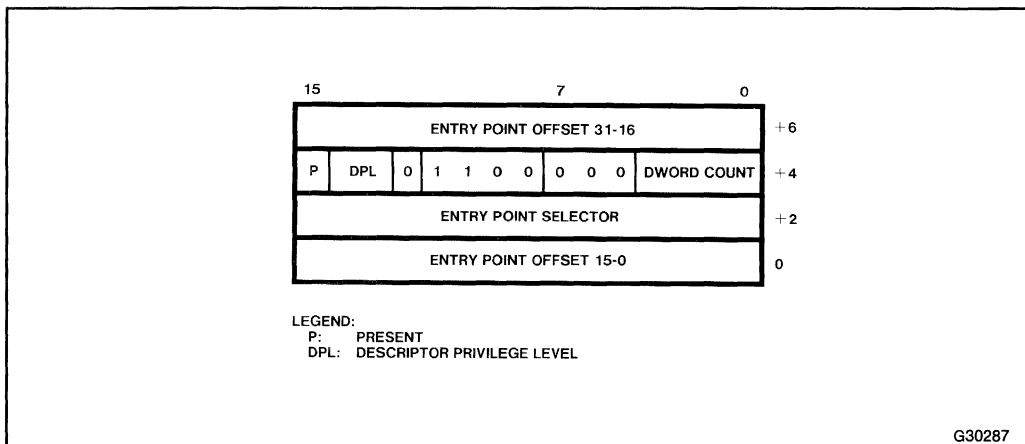 15 7 0
ENTRY POINT OFFSET 31-16 +6
P DPL 0 1 1 0 0 0 0 0 DWORD COUNT +4
ENTRY POINT SELECTOR +2
ENTRY POINT OFFSET 15-0 0
LEGEND:
P: PRESENT
DPL: DESCRIPTOR PRIVILEGE LEVEL
G30287